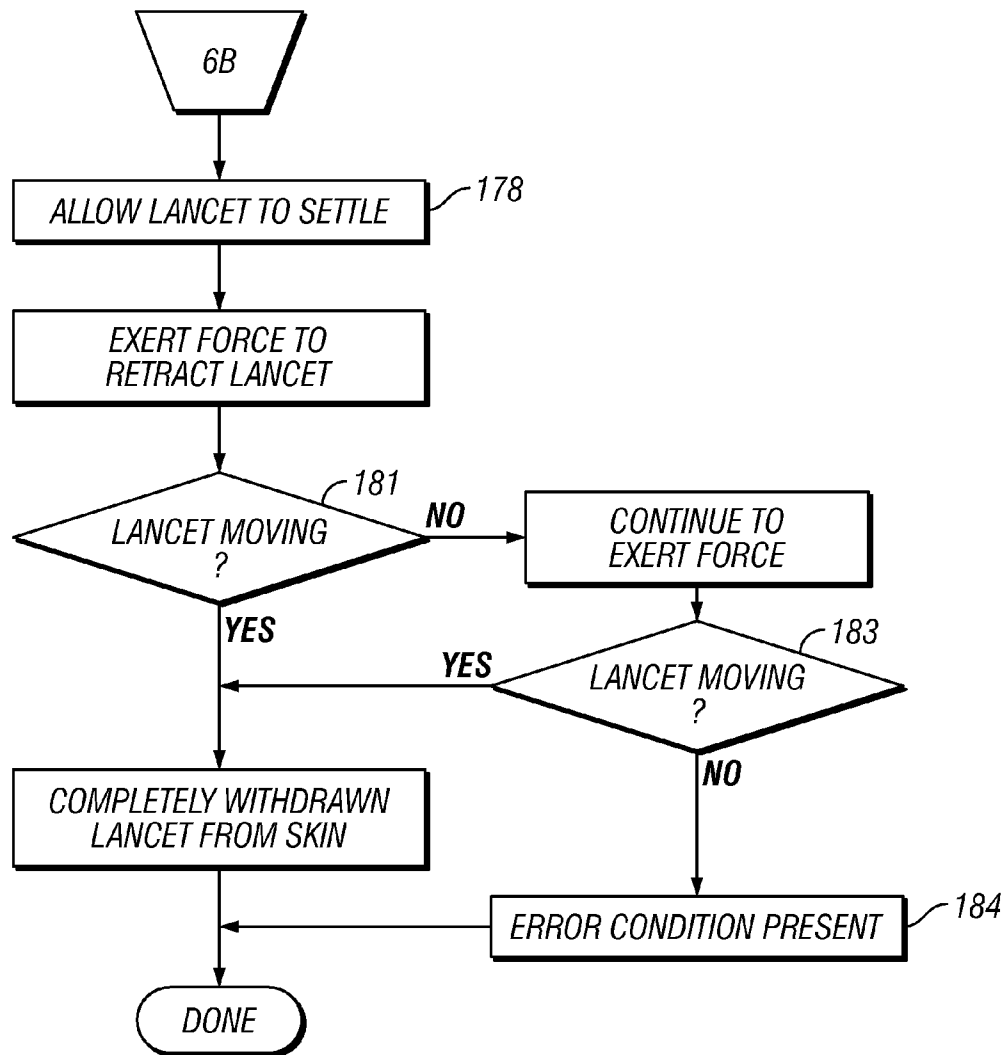 6B
ALLOW LANCET TO SETTLE
178
EXERT FORCE TO
RETRACT LANCET
181
LANCET MOVING
?
NO
CONTINUE TO
EXERT FORCE
YES
183
LANCET MOVING
?
YES
NO
COMPLETELY WITHDRAWN
LANCET FROM SKIN
ERROR CONDITION PRESENT
184
DONE